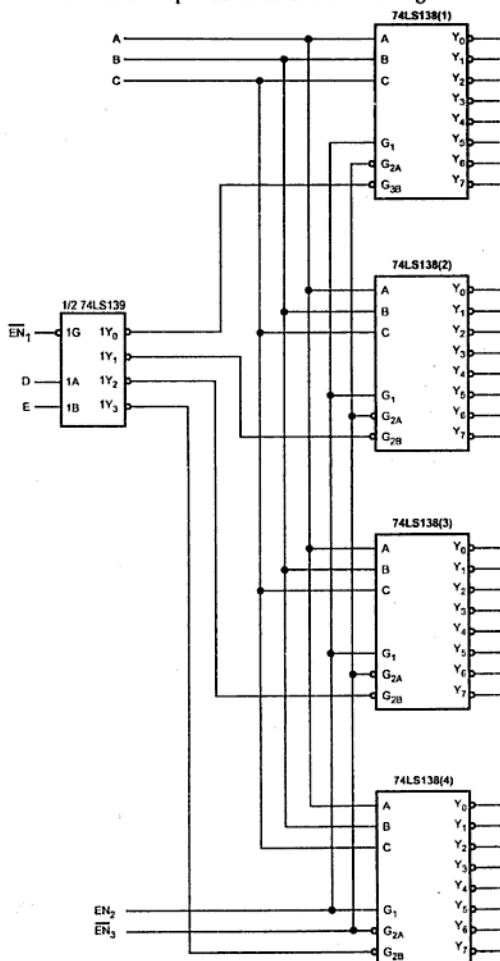 74LS138(1)
A
B
C
A
B
C
G1
G2A
G3B
Y0
Y1
Y2
Y3
Y4
Y5
Y6
Y7
74LS138(2)
A
B
C
G1
G2A
G2B
Y0
Y1
Y2
Y3
Y4
Y5
Y6
Y7
1/2 74LS139
EN1
D
E
1G
1A
1B
1Y0
1Y1
1Y2
1Y3
74LS138(3)
A
B
C
G1
G2A
G2B
Y0
Y1
Y2
Y3
Y4
Y5
Y6
Y7
74LS138(4)
A
B
C
G1
G2A
G2B
Y0
Y1
Y2
Y3
Y4
Y5
Y6
Y7
EN2
EN3